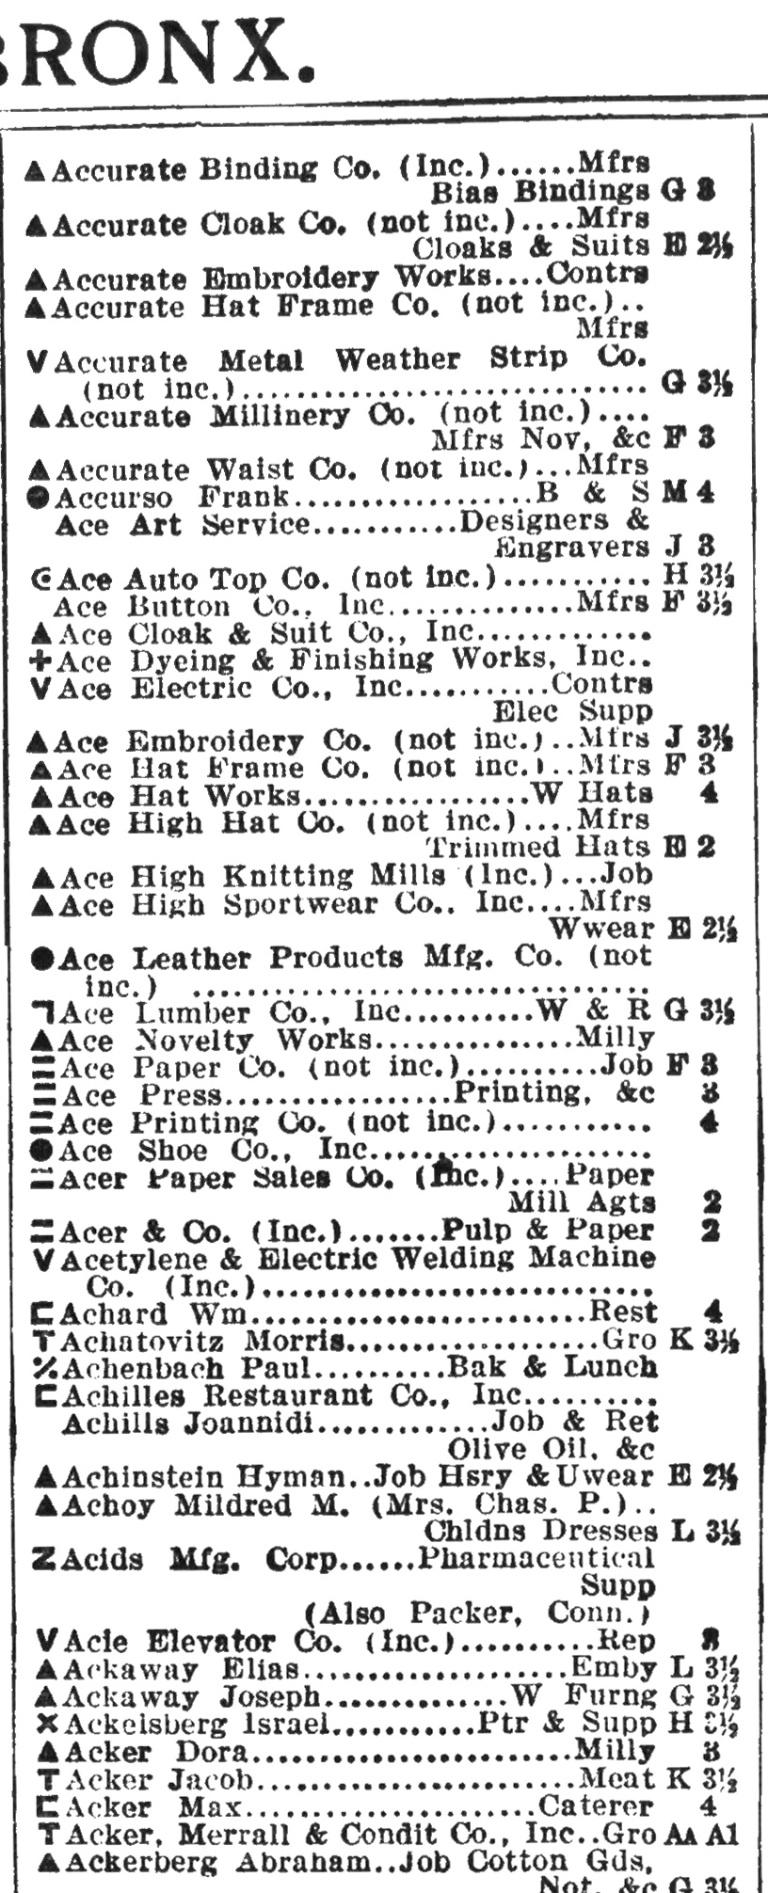 BRONX.
▲Accurate Binding Co. (Inc.)......Mfrs
Bias Bindings G 3
▲Accurate Cloak Co. (not inc.)....Mfrs
Cloaks & Suits E 2½
▲Accurate Embroidery Works....Contrs
▲Accurate Hat Frame Co. (not inc.)..
Mfrs
VAccurate Metal Weather Strip Co.
(not inc.).............................. G 3½
▲Accurate Millinery Co. (not inc.)....
Mfrs Nov, &c F 3
▲Accurate Waist Co. (not inc.)...Mfrs
●Accurso Frank..................B & S M 4
Ace Art Service...........Designers &
Engravers J 3
Ace Auto Top Co. (not inc.)........... H 3½
Ace Button Co., Inc.............Mfrs F 3½
▲Ace Cloak & Suit Co., Inc.............
+Ace Dyeing & Finishing Works, Inc..
VAce Electric Co., Inc..........Contrs
Elec Supp
▲Ace Embroidery Co. (not inc.)..Mfrs J 3½
▲Ace Hat Frame Co. (not inc.)..Mfrs F 3
▲Ace Hat Works.................W Hats 4
▲Ace High Hat Co. (not inc.)....Mfrs
Trimmed Hats E 2
▲Ace High Knitting Mills (Inc.)...Job
▲Ace High Sportwear Co., Inc....Mfrs
Wwear E 2½
●Ace Leather Products Mfg. Co. (not
inc.) ..................................
Ace Lumber Co., Inc..........W & R G 3½
▲Ace Novelty Works...............Milly
=Ace Paper Co. (not inc.)..........Job F 3
=Ace Press.................Printing, &c 3
=Ace Printing Co. (not inc.)........... 4
●Ace Shoe Co., Inc.....................
=Acer Paper Sales Co. (Inc.)....Paper
Mill Agts 2
=Acer & Co. (Inc.).......Pulp & Paper 2
VAcetylene & Electric Welding Machine
Co. (Inc.).............................
⊏Achard Wm.........................Rest 4
TAchatovitz Morris...................Gro K 3½
⁒Achenbach Paul..........Bak & Lunch
⊏Achilles Restaurant Co., Inc..........
Achills Joannidi.............Job & Ret
Olive Oil, &c
▲Achinstein Hyman..Job Hsry & Uwear E 2½
▲Achoy Mildred M. (Mrs. Chas. P.)..
Chldns Dresses L 3½
ZAcids Mfg. Corp......Pharmaceutical
Supp
(Also Packer, Conn.)
VAcie Elevator Co. (Inc.)..........Rep 3
▲Ackaway Elias....................Emby L 3½
▲Ackaway Joseph..............W Furng G 3½
×Ackelsberg Israel...........Ptr & Supp H 3½
▲Acker Dora........................Milly 3
TAcker Jacob........................Meat K 3½
⊏Acker Max......................Caterer 4
TAcker, Merrall & Condit Co., Inc..Gro AA A1
▲Ackerberg Abraham..Job Cotton Gds,
Not, &c G 3½